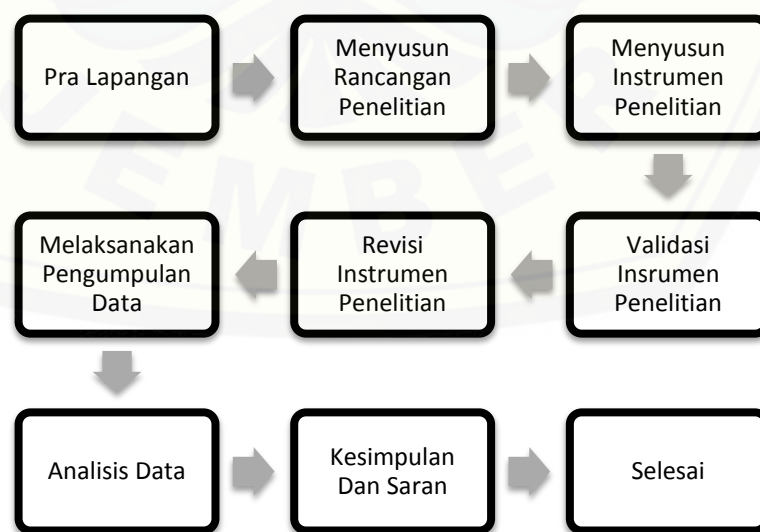 Pra Lapangan
Menyusun
Rancangan
Penelitian
Menyusun
Instrumen
Penelitian
Validasi
Insrumen
Penelitian
Revisi
Instrumen
Penelitian
Melaksanakan
Pengumpulan
Data
Analisis Data
Kesimpulan
Dan Saran
Selesai
JEMBER